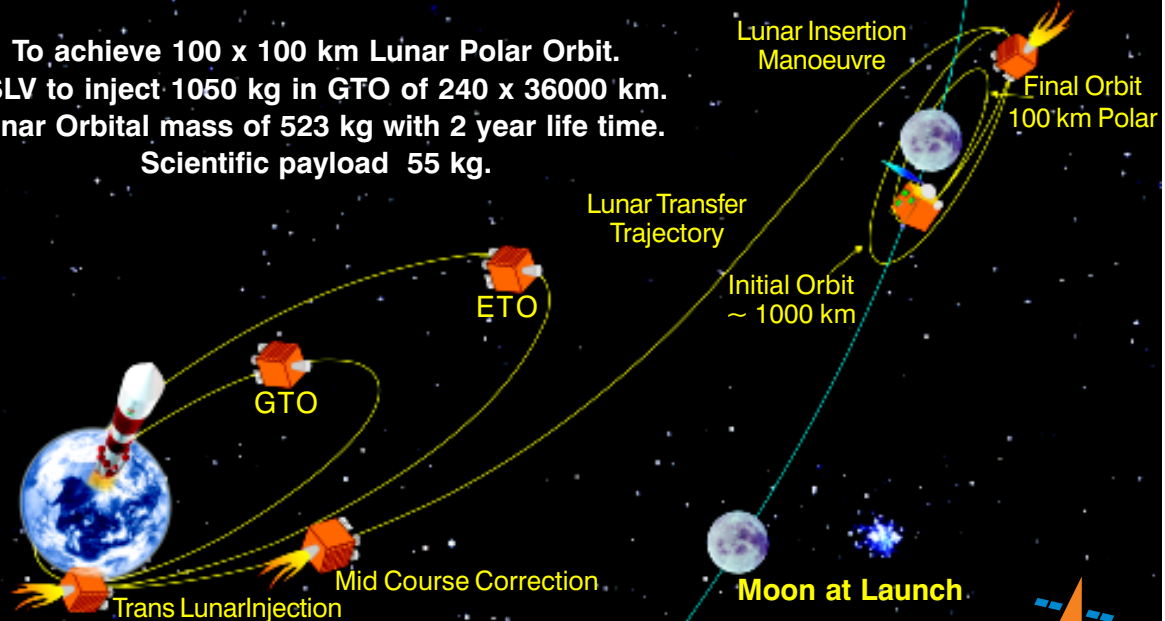 To achieve 100 x 100 km Lunar Polar Orbit.
SLV to inject 1050 kg in GTO of 240 x 36000 km.
nar Orbital mass of 523 kg with 2 year life time.
Scientific payload 55 kg.
Lunar Insertion
Manoeuvre
Final Orbit
100 km Polar
Lunar Transfer
Trajectory
Initial Orbit
~ 1000 km
ETO
GTO
Mid Course Correction
Trans LunarInjection
Moon at Launch